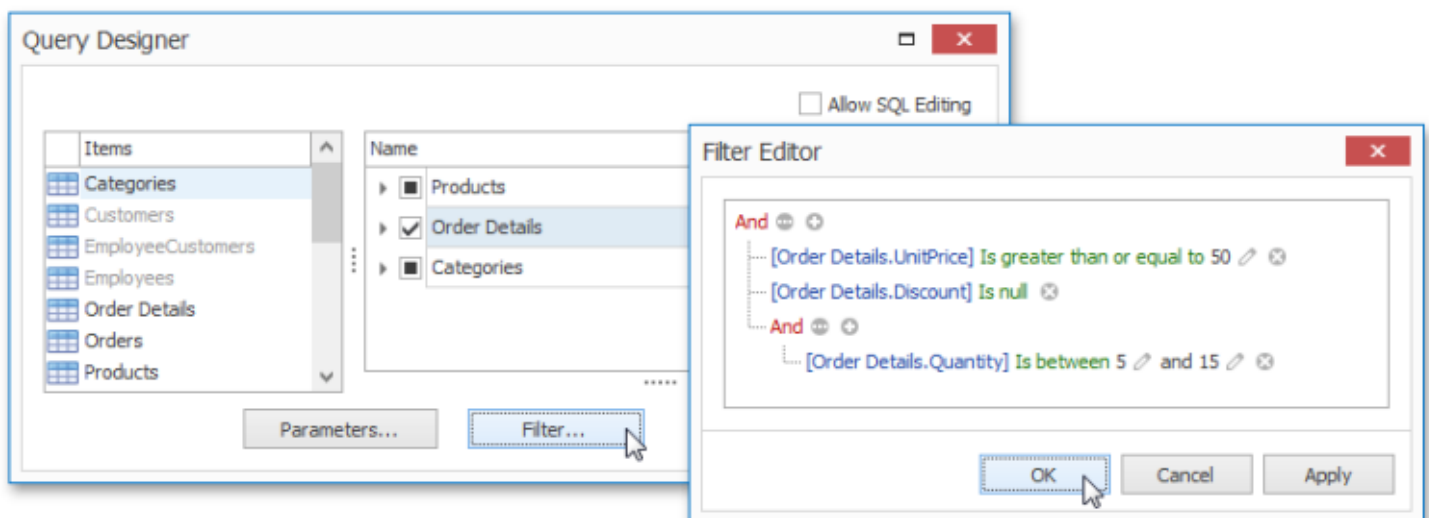 Query Designer
Allow SQL Editing
Items
Categories
Customers
EmployeeCustomers
Employees
Order Details
Orders
Products
Name
Products
Order Details
Categories
Parameters...
Filter...
Filter Editor
And
[Order Details.UnitPrice] Is greater than or equal to 50
[Order Details.Discount] Is null
And
[Order Details.Quantity] Is between 5 and 15
OK
Cancel
Apply